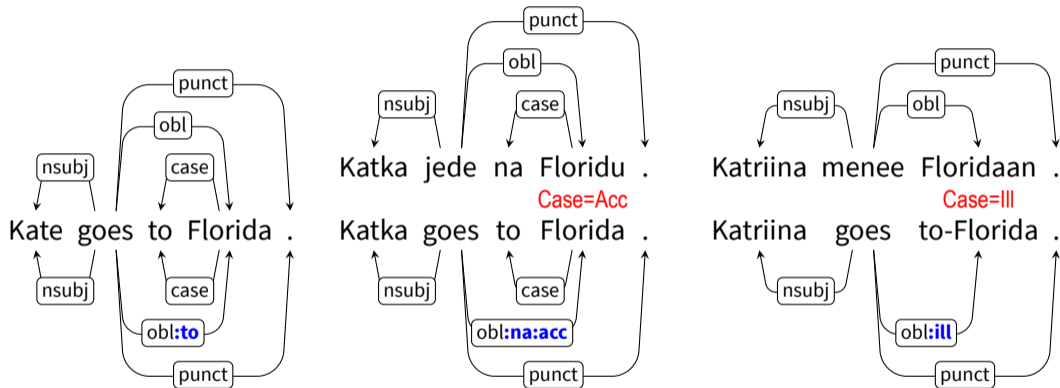 punct
obl
nsubj case
Kate goes to Florida .
nsubj case
obl:to
punct
punct
obl
nsubj case
Katka jede na Floridu .
Case=Acc
Katka goes to Florida .
nsubj case
obl:na:acc
punct
punct
nsubj obl
Katriina menee Floridaan .
Case=Ill
Katriina goes to-Florida .
nsubj
obl:ill
punct